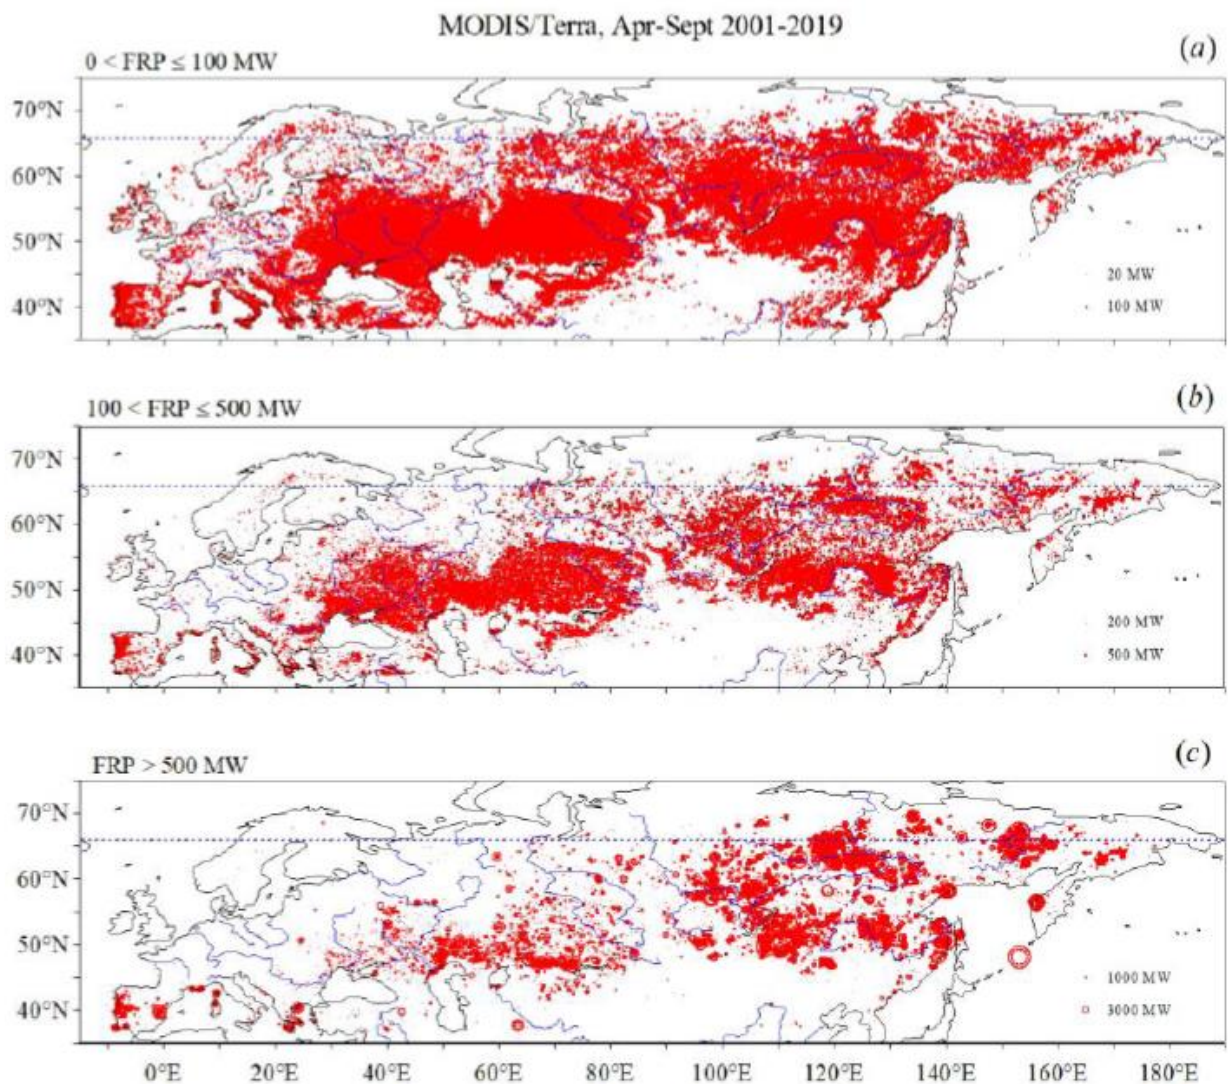 MODIS/Terra, Apr-Sept 2001-2019
0 < FRP ≤ 100 MW
(a)
70°N
60°N
50°N
40°N
20 MW
100 MW
100 < FRP ≤ 500 MW
(b)
70°N
60°N
50°N
40°N
200 MW
500 MW
FRP > 500 MW
(c)
70°N
60°N
50°N
40°N
1000 MW
3000 MW
0°E 20°E 40°E 60°E 80°E 100°E 120°E 140°E 160°E 180°E